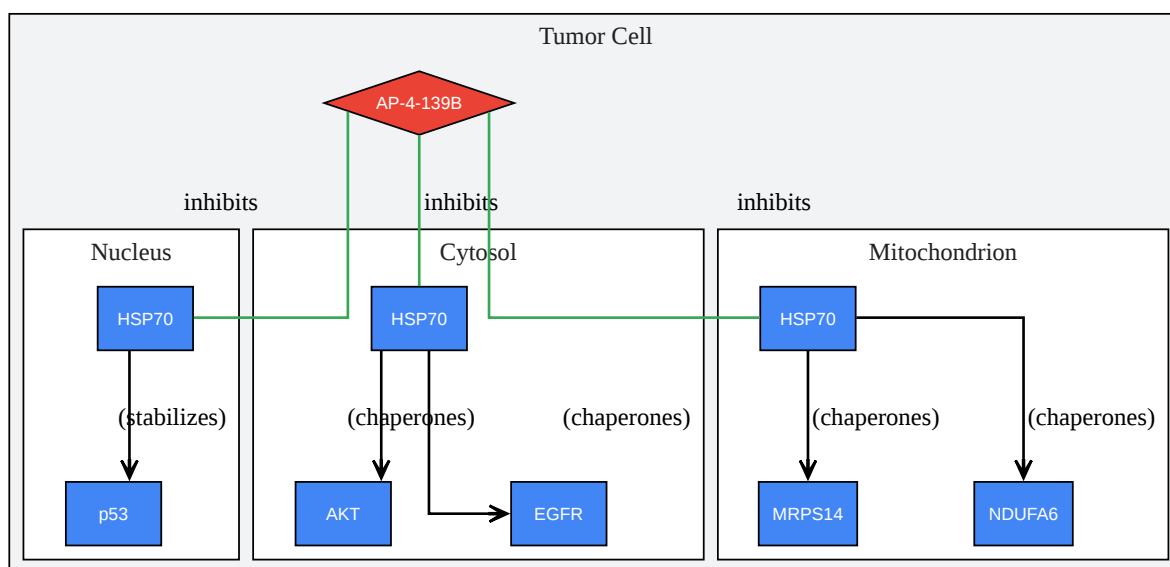 Tumor Cell
AP-4-139B
inhibits
inhibits
inhibits
Nucleus
Cytosol
Mitochondrion
HSP70
HSP70
HSP70
(stabilizes)
(chaperones)
(chaperones)
(chaperones)
(chaperones)
p53
AKT
EGFR
MRPS14
NDUFA6